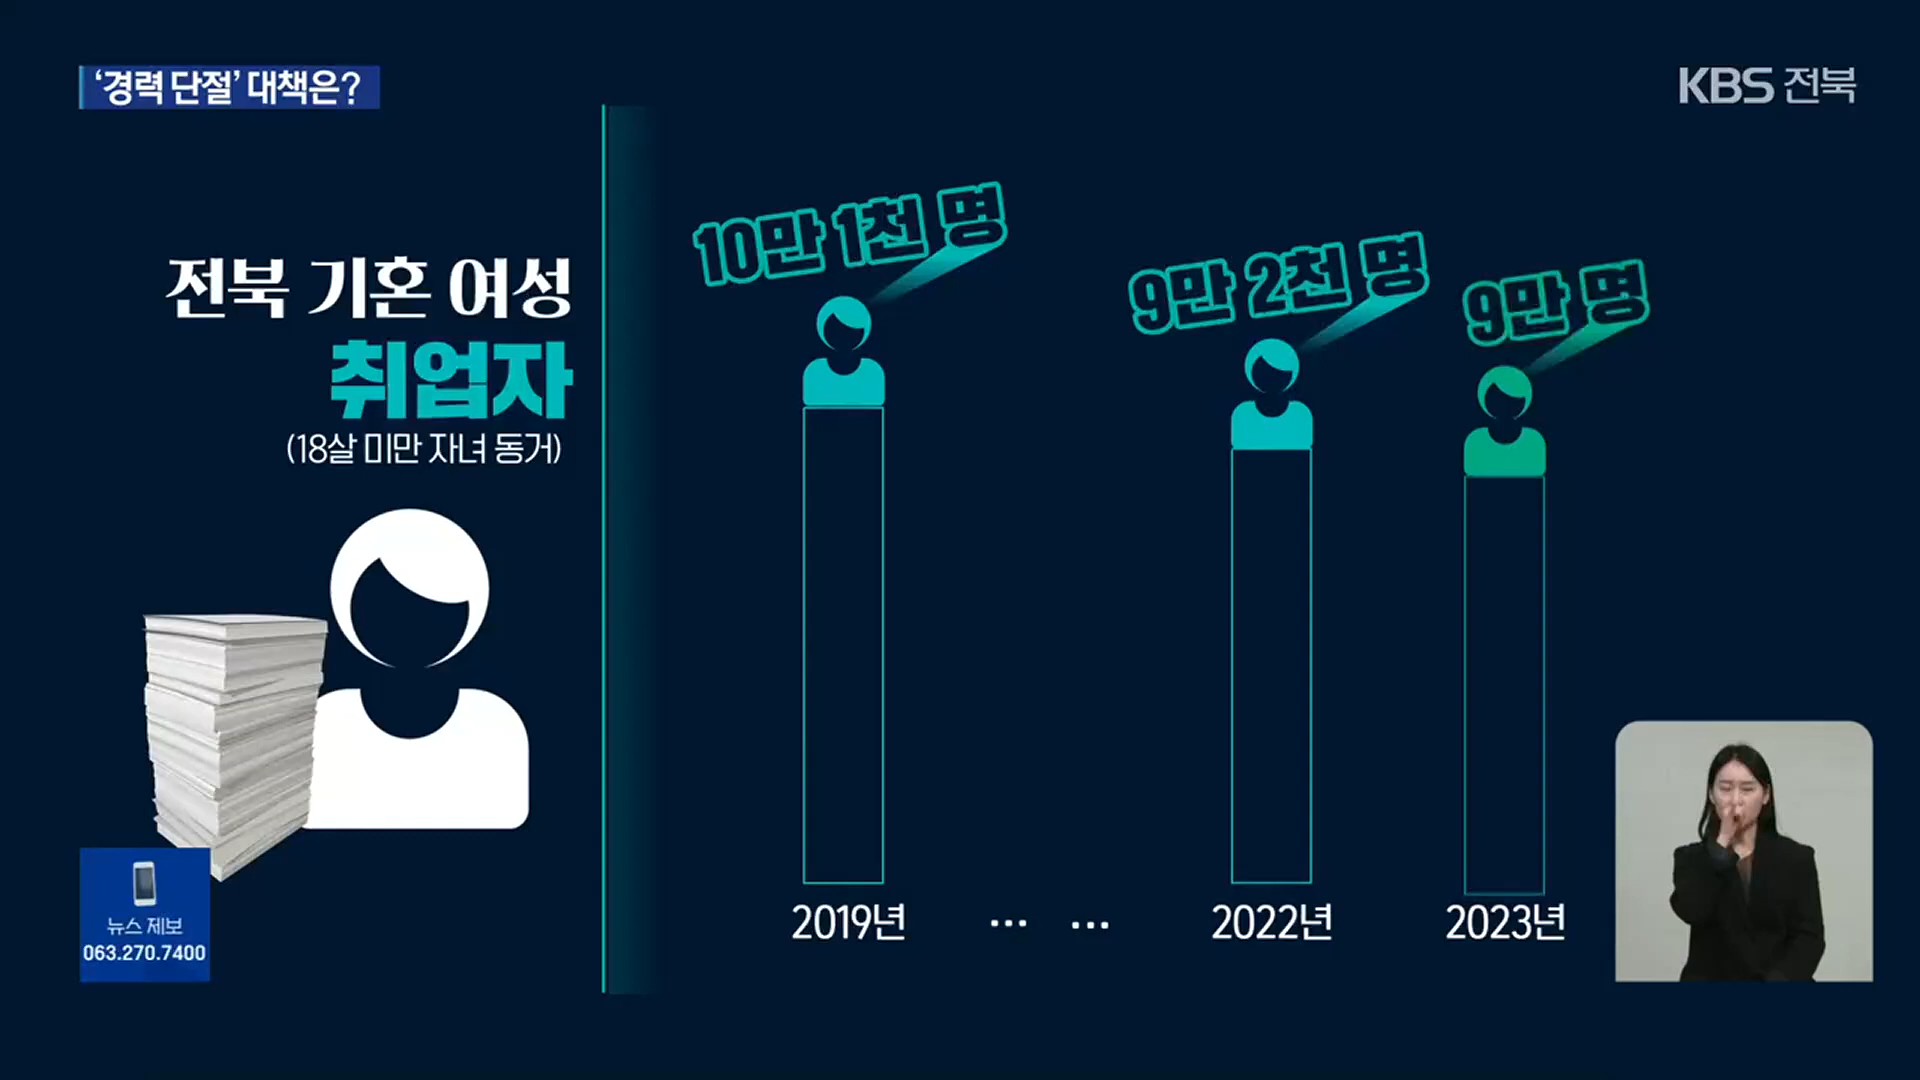 ‘경력 단절’ 대책은?
KBS 전북
전북 기혼 여성
취업자
(18살 미만 자녀 동거)
10만 1천 명
9만 2천 명
9만 명
2019년 … … 2022년 2023년
뉴스 제보
063.270.7400